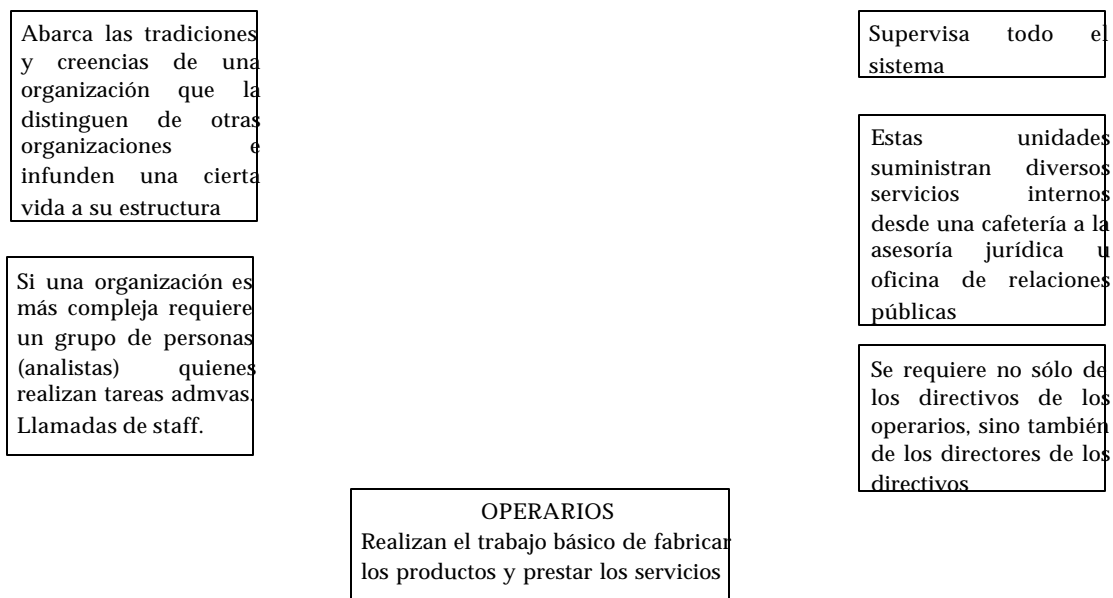 Abarca las tradiciones
y creencias de una
organización que la
distinguen de otras
organizaciones e
infunden una cierta
vida a su estructura
Si una organización es
más compleja requiere
un grupo de personas
(analistas) quienes
realizan tareas admvas.
Llamadas de staff.
Supervisa todo el
sistema
Estas unidades
suministran diversos
servicios internos
desde una cafetería a la
asesoría jurídica u
oficina de relaciones
públicas
Se requiere no sólo de
los directivos de los
operarios, sino también
de los directores de los
directivos
OPERARIOS
Realizan el trabajo básico de fabricar
los productos y prestar los servicios